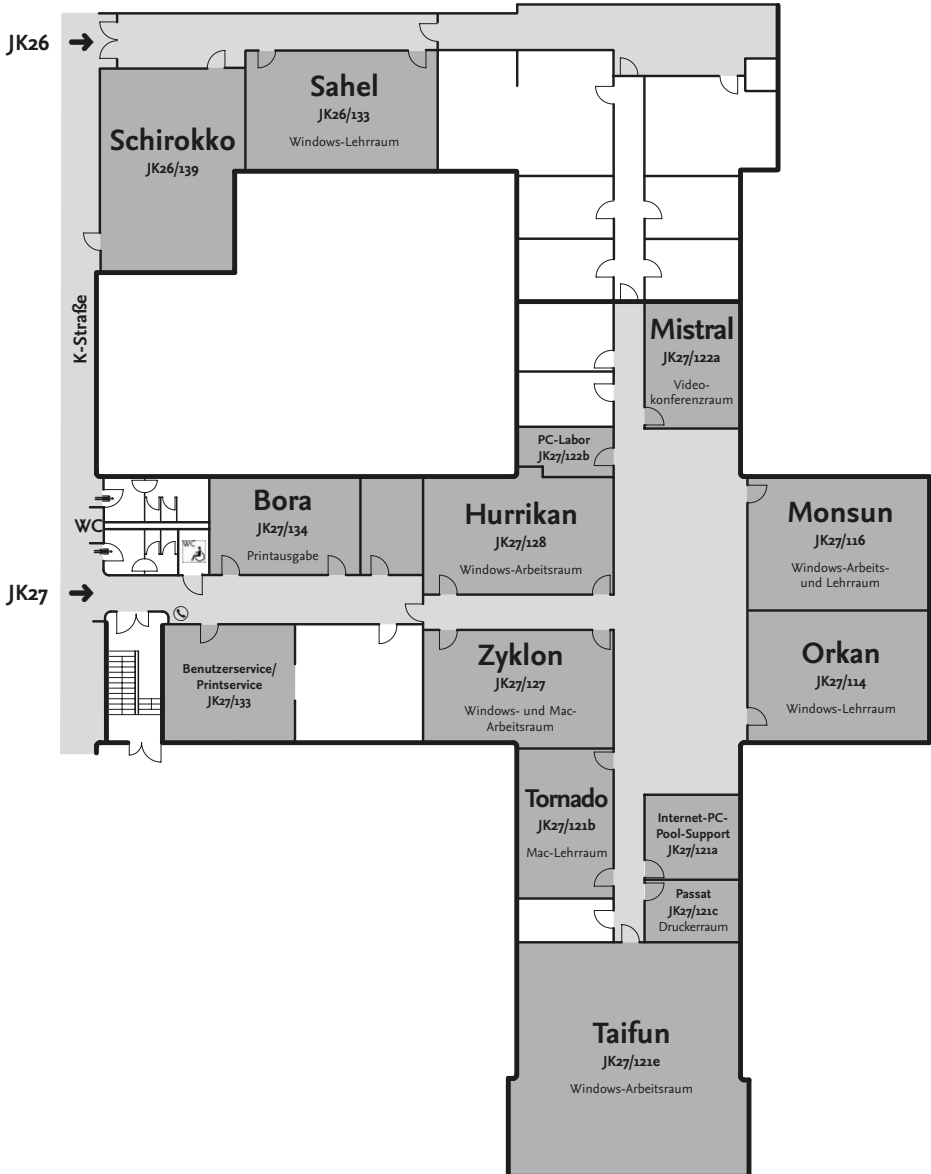 JK26
Schirokko
JK26/139
Sahel
JK26/133
Windows-Lehrraum
K-Straße
Mistral
JK27/122a
Video-
konferenzraum
PC-Labor
JK27/122b
WC
WC
Bora
JK27/134
Printausgabe
Hurrikan
JK27/128
Windows-Arbeitsraum
Monsun
JK27/116
Windows-Arbeits-
und Lehrraum
JK27
Benutzerservice/
Printservice
JK27/133
Zyklon
JK27/127
Windows- und Mac-
Arbeitsraum
Orkan
JK27/114
Windows-Lehrraum
Tornado
JK27/121b
Mac-Lehrraum
Internet-PC-
Pool-Support
JK27/121a
Passat
JK27/121c
Druckerraum
Taifun
JK27/121e
Windows-Arbeitsraum